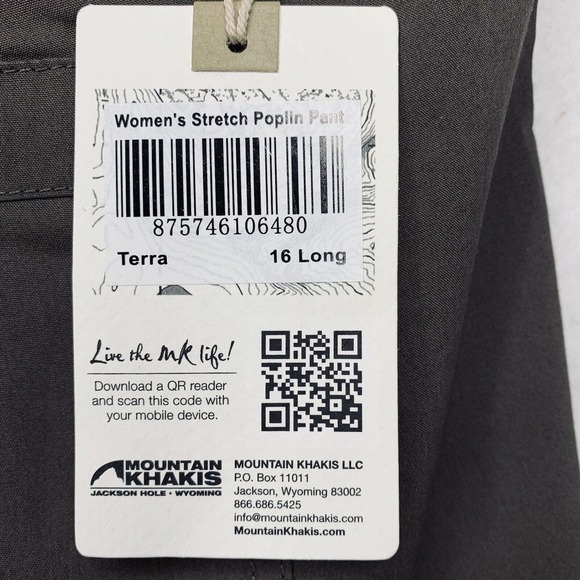 Women's Stretch Poplin Pant
875746106480
Terra 16 Long
Live the MK life!
Download a QR reader
and scan this code with
your mobile device.
MOUNTAIN
KHAKIS
JACKSON HOLE • WYOMING
MOUNTAIN KHAKIS LLC
P.O. Box 11011
Jackson, Wyoming 83002
866.686.5425
info@mountainkhakis.com
MountainKhakis.com